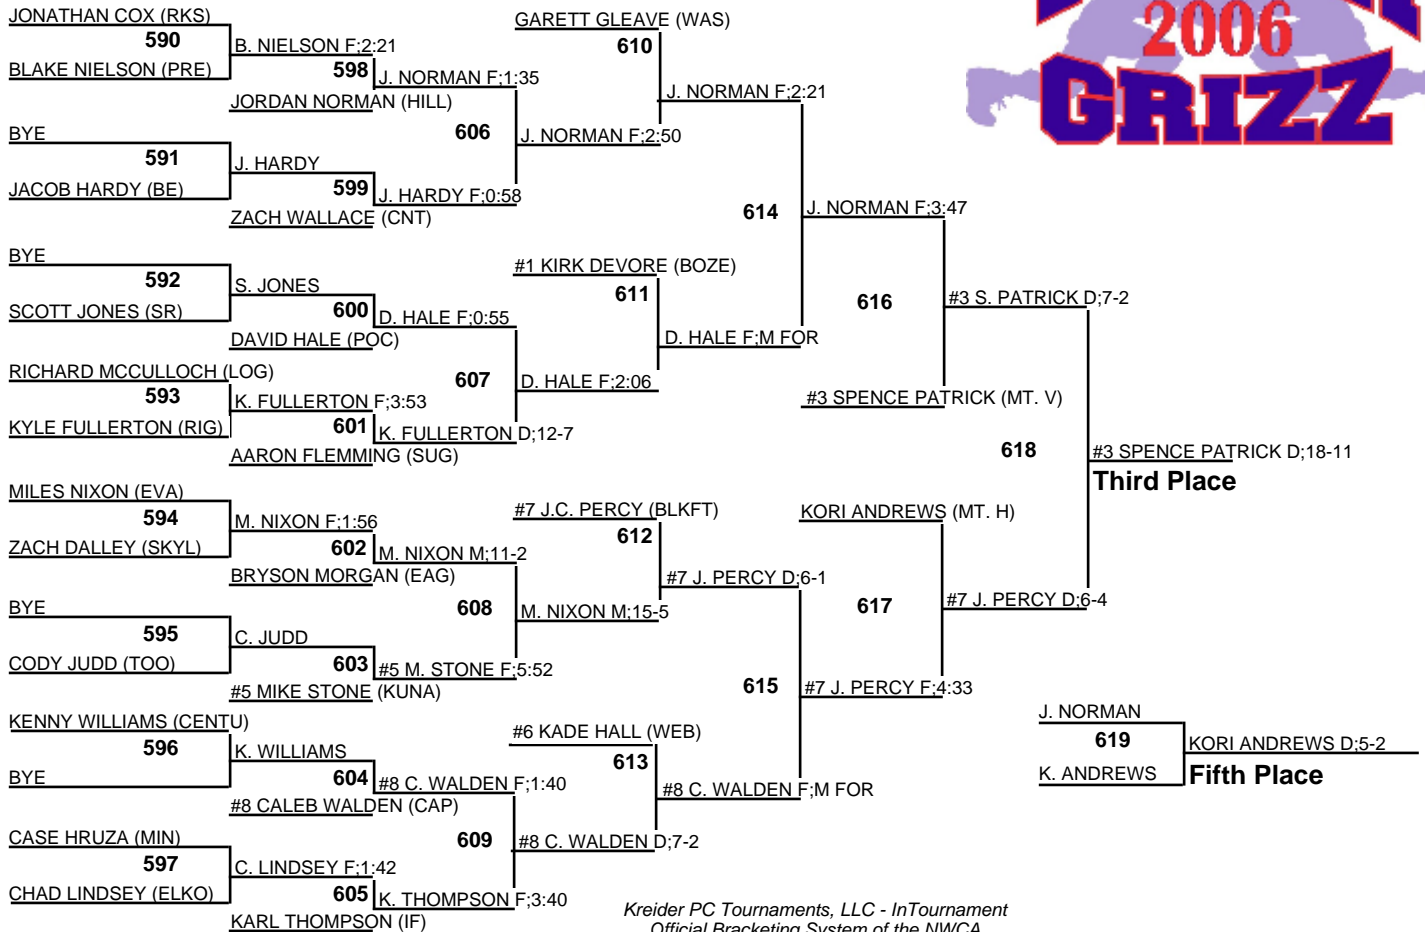 JONATHAN COX (RKS)
590
BLAKE NIELSON (PRE)
B. NIELSON F;2:21
598
JORDAN NORMAN (HILL)
J. NORMAN F;1:35
BYE
591
JACOB HARDY (BE)
J. HARDY
599
ZACH WALLACE (CNT)
J. HARDY F;0:58
606
J. NORMAN F;2:50
GARETT GLEAVE (WAS)
610
J. NORMAN F;2:21
BYE
592
SCOTT JONES (SR)
S. JONES
600
DAVID HALE (POC)
D. HALE F;0:55
RICHARD MCCULLOCH (LOG)
593
KYLE FULLERTON (RIG)
K. FULLERTON F;3:53
601
AARON FLEMMING (SUG)
K. FULLERTON D;12-7
607
D. HALE F;2:06
#1 KIRK DEVORE (BOZE)
611
D. HALE F;M FOR
614
J. NORMAN F;3:47
616
#3 SPENCE PATRICK (MT. V)
#3 S. PATRICK D;7-2
MILES NIXON (EVA)
594
ZACH DALLEY (SKYL)
M. NIXON F;1:56
602
BRYSON MORGAN (EAG)
M. NIXON M;11-2
BYE
595
CODY JUDD (TOO)
C. JUDD
603
#5 MIKE STONE (KUNA)
#5 M. STONE F;5:52
608
M. NIXON M;15-5
#7 J.C. PERCY (BLKFT)
612
#7 J. PERCY D;6-1
KENNY WILLIAMS (CENTU)
596
BYE
K. WILLIAMS
604
#8 CALEB WALDEN (CAP)
#8 C. WALDEN F;1:40
CASE HRUZA (MIN)
597
CHAD LINDSEY (ELKO)
C. LINDSEY F;1:42
605
KARL THOMPSON (IF)
K. THOMPSON F;3:40
609
#8 C. WALDEN D;7-2
#6 KADE HALL (WEB)
613
#8 C. WALDEN F;M FOR
615
#7 J. PERCY F;4:33
KORI ANDREWS (MT. H)
617
#7 J. PERCY D;6-4
618
#3 SPENCE PATRICK D;18-11
Third Place
J. NORMAN
619
K. ANDREWS
KORI ANDREWS D;5-2
Fifth Place
2006
GRIZZ
Kreider PC Tournaments, LLC - InTournament
Official Bracketing System of the NWCA